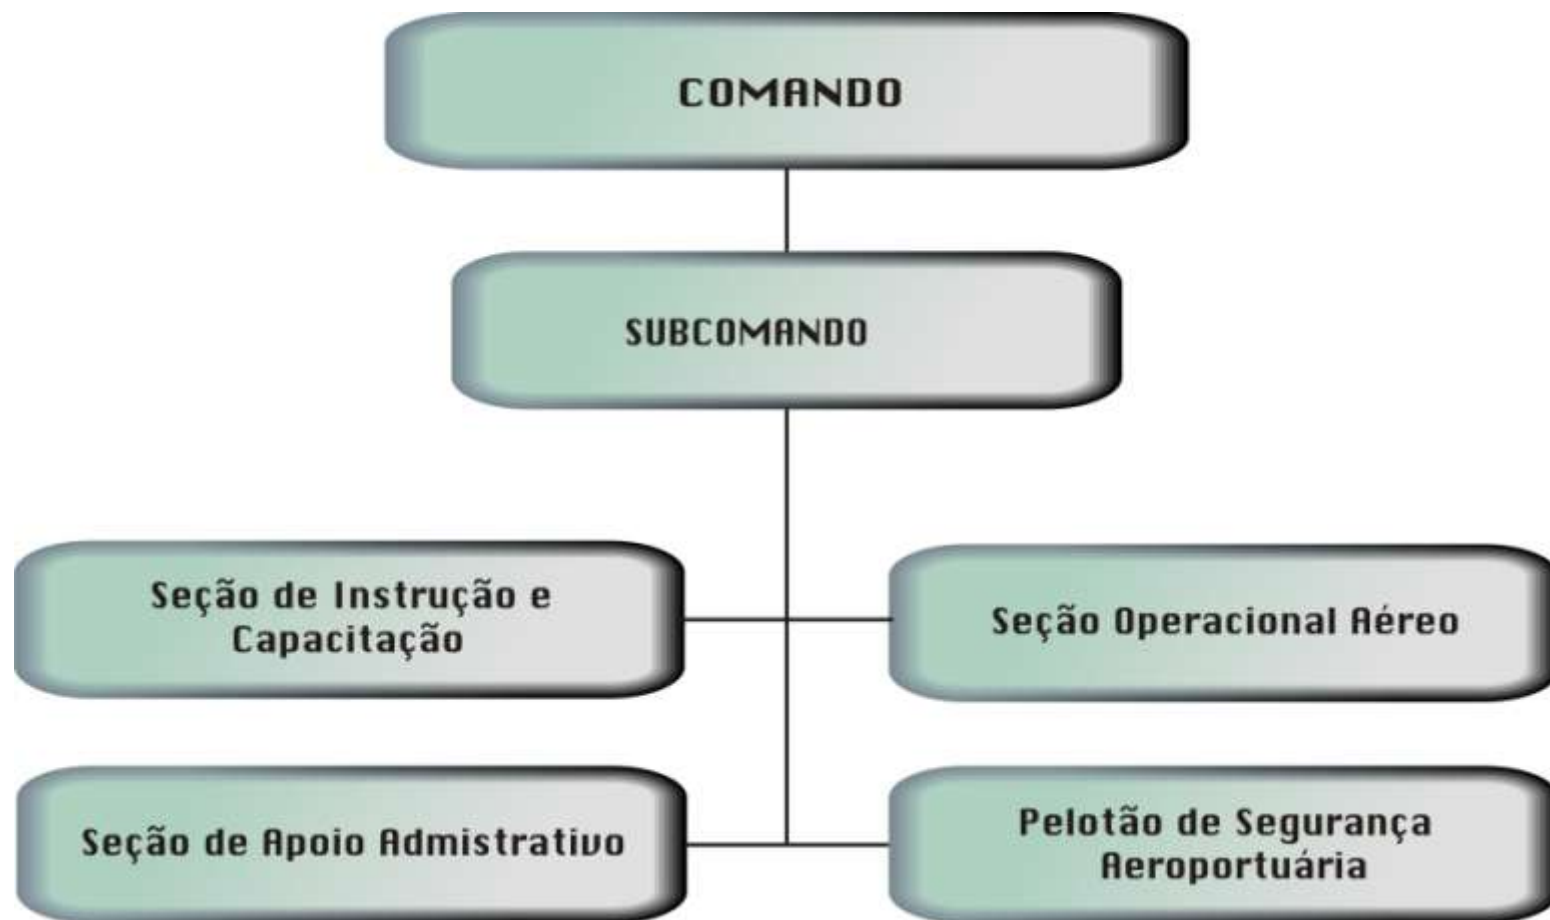 COMANDO
SUBCOMANDO
Seção de Instrução e
Capacitação
Seção Operacional Aéreo
Seção de Apoio Admistrativo
Pelotão de Segurança
Aeroportuária